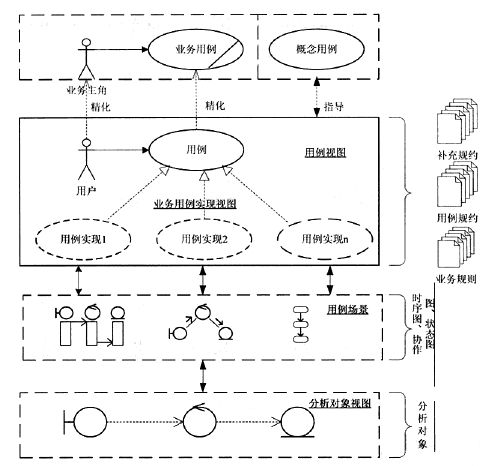 业务用例
概念用例
业务主角
精化
精化
指导
用例
用例视图
用户
业务用例实现视图
用例实现1
用例实现2
用例实现n
补充规约
用例规约
业务规则
用例场景
时序图、协作
图、状态图
分析对象视图
分析对象